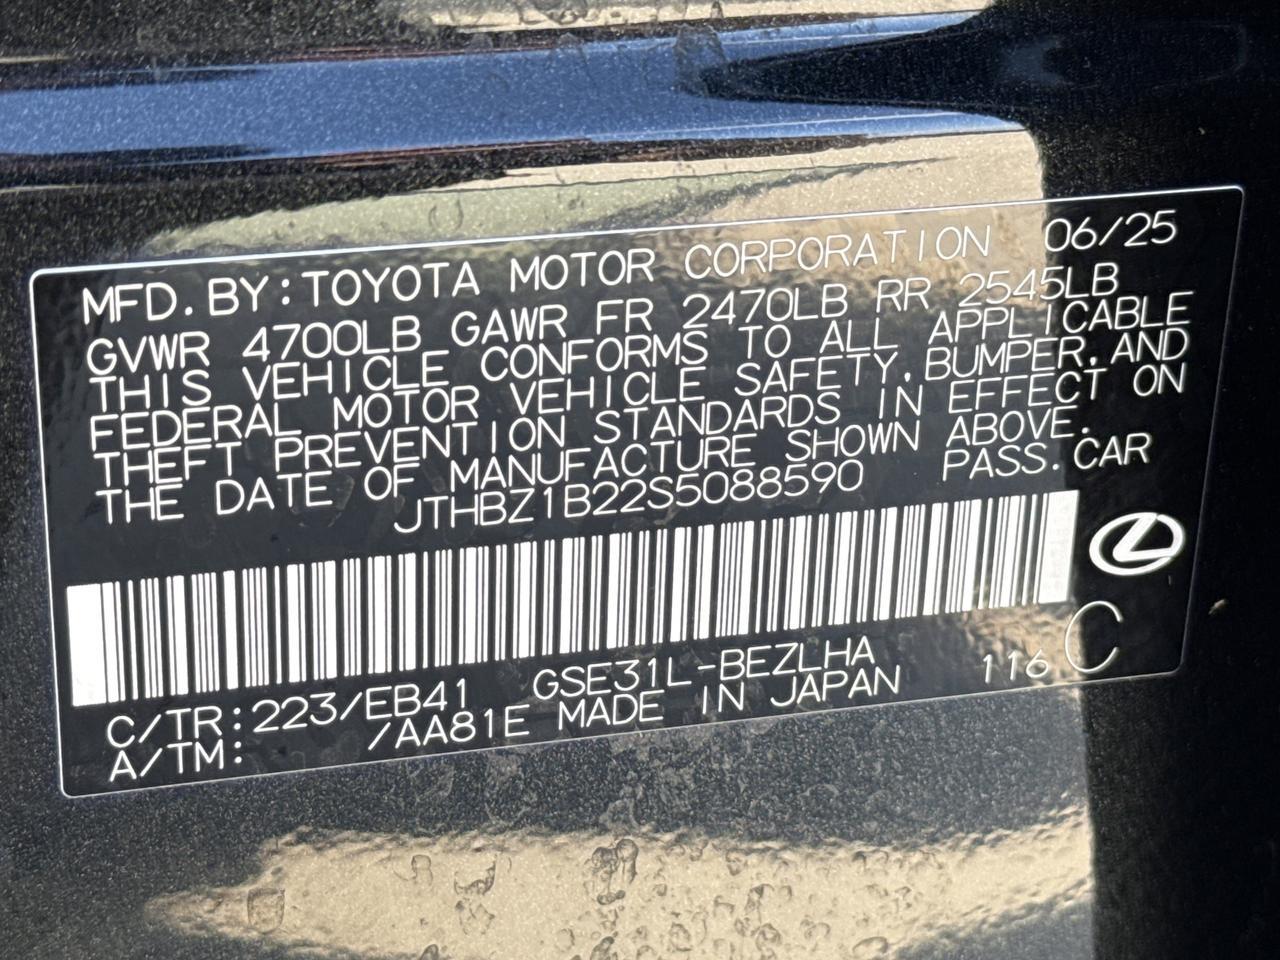 MFD. BY: TOYOTA MOTOR CORPORATION 06/25
GVWR 4700LB GAWR FR 2470LB RR 2545LB
THIS VEHICLE CONFORMS TO ALL APPLICABLE
FEDERAL MOTOR VEHICLE SAFETY, BUMPER, AND
THEFT PREVENTION STANDARDS IN EFFECT ON
THE DATE OF MANUFACTURE SHOWN ABOVE.
JTHBZ1B22S5088590 PASS. CAR
C/TR: 223/EB41 GSE31L-BEZLHA 116 C
A/TM: /AA81E MADE IN JAPAN